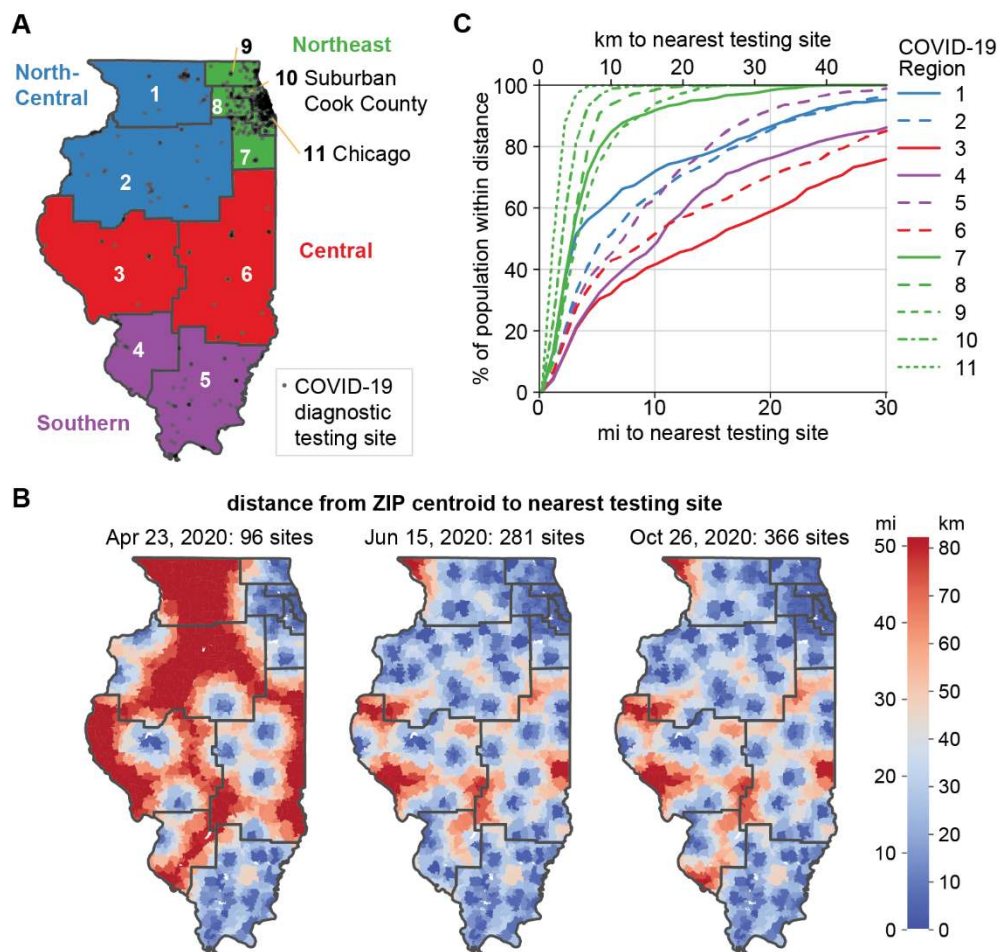 A
North-
Central
9
Northeast
10 Suburban
Cook County
11 Chicago
1
8
7
2
Central
3
6
4
5
Southern
COVID-19
diagnostic
testing site
C
km to nearest testing site
0 10 20 30 40
100
80
60
40
20
0
% of population within distance
0 10 20 30
mi to nearest testing site
COVID-19
Region
1
2
3
4
5
6
7
8
9
10
11
B
distance from ZIP centroid to nearest testing site
Apr 23, 2020: 96 sites
Jun 15, 2020: 281 sites
Oct 26, 2020: 366 sites
mi km
50
40
30
20
10
0
80
70
60
50
40
30
20
10
0